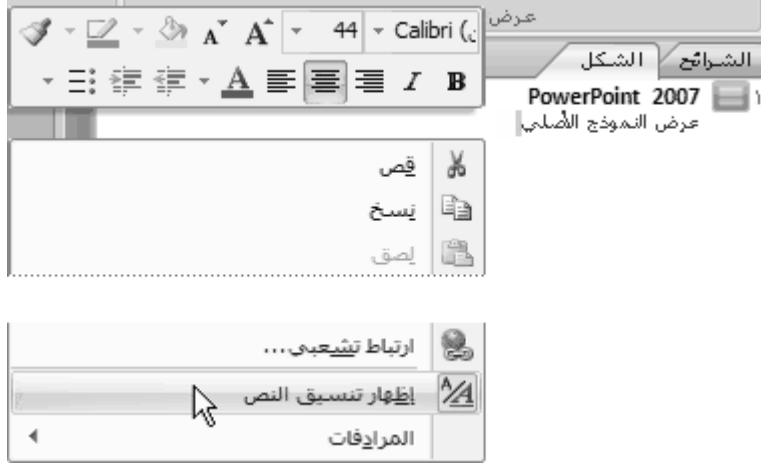 عرض
الشرائح الشكل
١ PowerPoint 2007
عرض النموذج الأصلي
Calibri ( 44
قص
نسخ
لصق
ارتباط تشعبي...
إظهار تنسيق النص
المرادفات